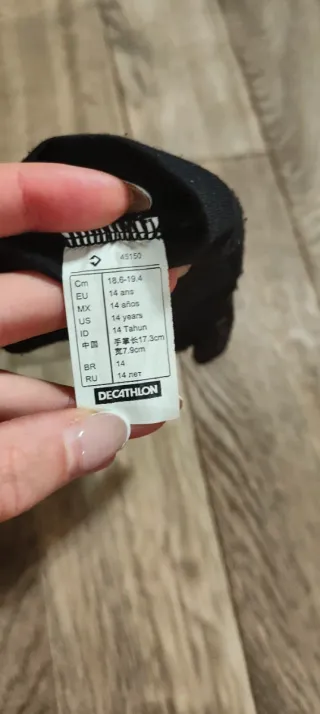 45150
Cm 18.6-19.4
EU 14 ans
MX 14 años
US 14 years
ID 14 Tahun
中国 手掌长17.3cm
宽7.9cm
BR 14
RU 14 лет
DECATHLON